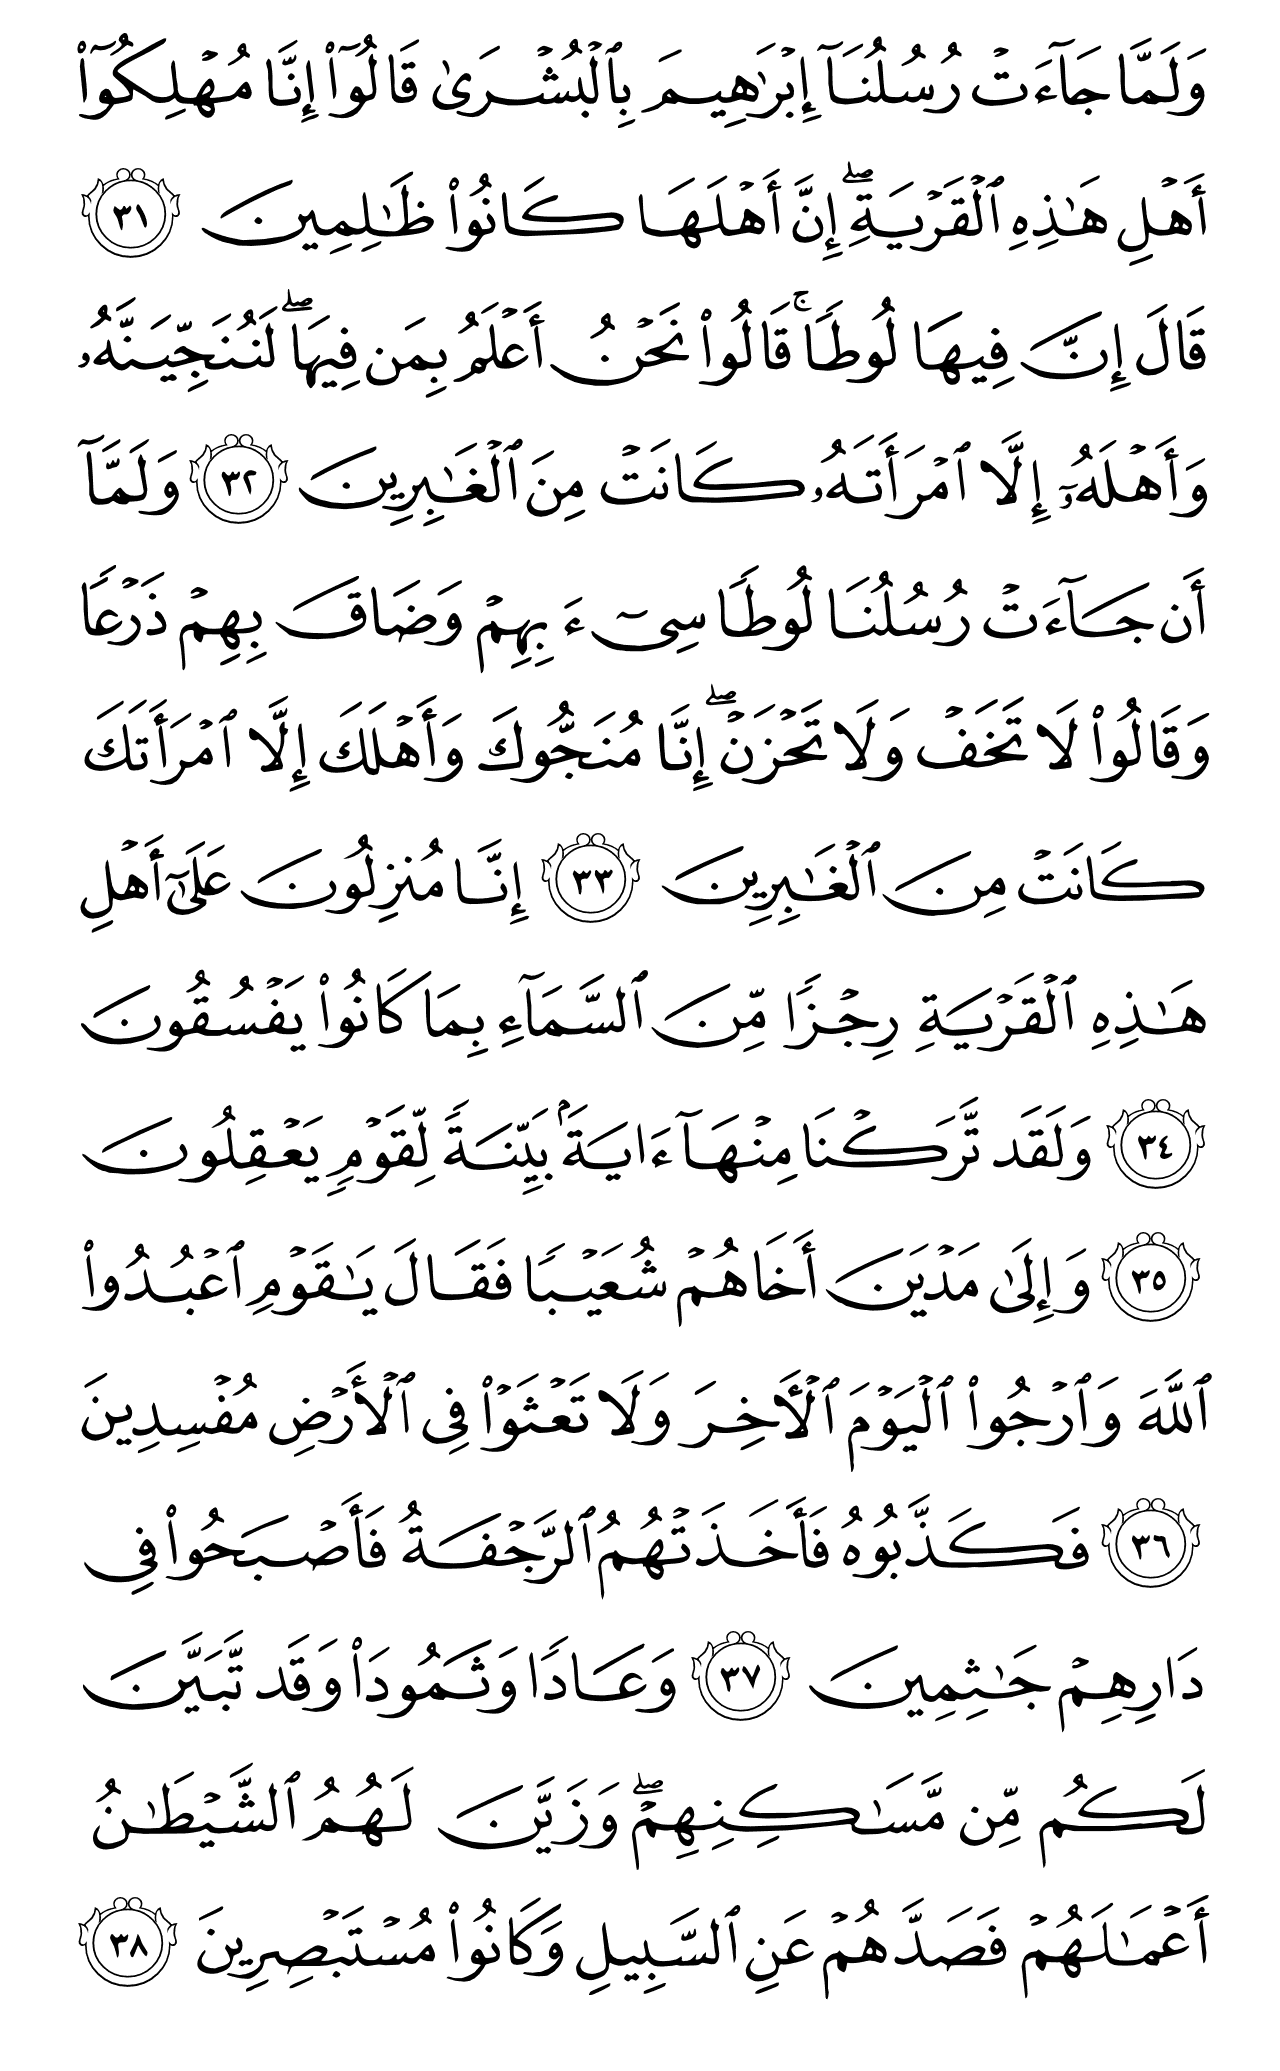 وَلَمَّا جَآءَتۡ رُسُلُنَآ إِبۡرَٰهِيمَ بِٱلۡبُشۡرَىٰ قَالُوٓاْ إِنَّا مُهۡلِكُوٓاْ
أَهۡلِ هَٰذِهِ ٱلۡقَرۡيَةِۖ إِنَّ أَهۡلَهَا كَانُواْ ظَٰلِمِينَ ٣١
قَالَ إِنَّ فِيهَا لُوطٗاۚ قَالُواْ نَحۡنُ أَعۡلَمُ بِمَن فِيهَاۖ لَنُنَجِّيَنَّهُۥ
وَأَهۡلَهُۥٓ إِلَّا ٱمۡرَأَتَهُۥ كَانَتۡ مِنَ ٱلۡغَٰبِرِينَ ٣٢ وَلَمَّآ
أَن جَآءَتۡ رُسُلُنَا لُوطٗا سِيٓءَ بِهِمۡ وَضَاقَ بِهِمۡ ذَرۡعٗا
وَقَالُواْ لَا تَخَفۡ وَلَا تَحۡزَنۡۖ إِنَّا مُنَجُّوكَ وَأَهۡلَكَ إِلَّا ٱمۡرَأَتَكَ
كَانَتۡ مِنَ ٱلۡغَٰبِرِينَ ٣٣ إِنَّا مُنزِلُونَ عَلَىٰٓ أَهۡلِ
هَٰذِهِ ٱلۡقَرۡيَةِ رِجۡزٗا مِّنَ ٱلسَّمَآءِ بِمَا كَانُواْ يَفۡسُقُونَ
٣٤ وَلَقَد تَّرَكۡنَا مِنۡهَآ ءَايَةَۢ بَيِّنَةٗ لِّقَوۡمٖ يَعۡقِلُونَ
٣٥ وَإِلَىٰ مَدۡيَنَ أَخَاهُمۡ شُعَيۡبٗا فَقَالَ يَٰقَوۡمِ ٱعۡبُدُواْ
ٱللَّهَ وَٱرۡجُواْ ٱلۡيَوۡمَ ٱلۡأٓخِرَ وَلَا تَعۡثَوۡاْ فِي ٱلۡأَرۡضِ مُفۡسِدِينَ
٣٦ فَكَذَّبُوهُ فَأَخَذَتۡهُمُ ٱلرَّجۡفَةُ فَأَصۡبَحُواْ فِي
دَارِهِمۡ جَٰثِمِينَ ٣٧ وَعَادٗا وَثَمُودَاْ وَقَد تَّبَيَّنَ
لَكُم مِّن مَّسَٰكِنِهِمۡۖ وَزَيَّنَ لَهُمُ ٱلشَّيۡطَٰنُ
أَعۡمَٰلَهُمۡ فَصَدَّهُمۡ عَنِ ٱلسَّبِيلِ وَكَانُواْ مُسۡتَبۡصِرِينَ ٣٨